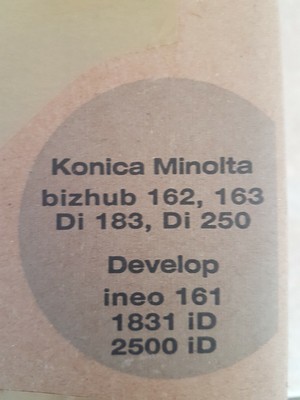 Konica Minolta
bizhub 162, 163
Di 183, Di 250
Develop
ineo 161
1831 iD
2500 iD